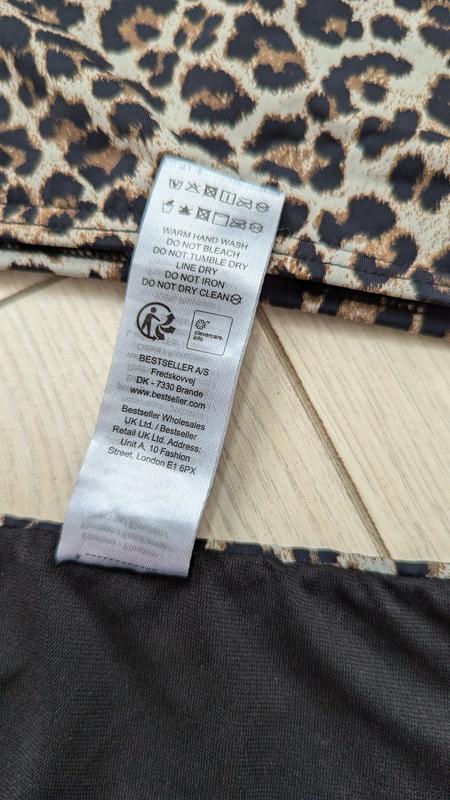 WARM HAND WASH
DO NOT BLEACH
DO NOT TUMBLE DRY
LINE DRY
DO NOT IRON
DO NOT DRY CLEAN
clevercare.
info
BESTSELLER A/S
Fredskovvej
DK - 7330 Brande
www.bestseller.com
Bestseller Wholesales
UK Ltd. / Bestseller
Retail UK Ltd. Address:
Unit A, 10 Fashion
Street, London E1 6PX